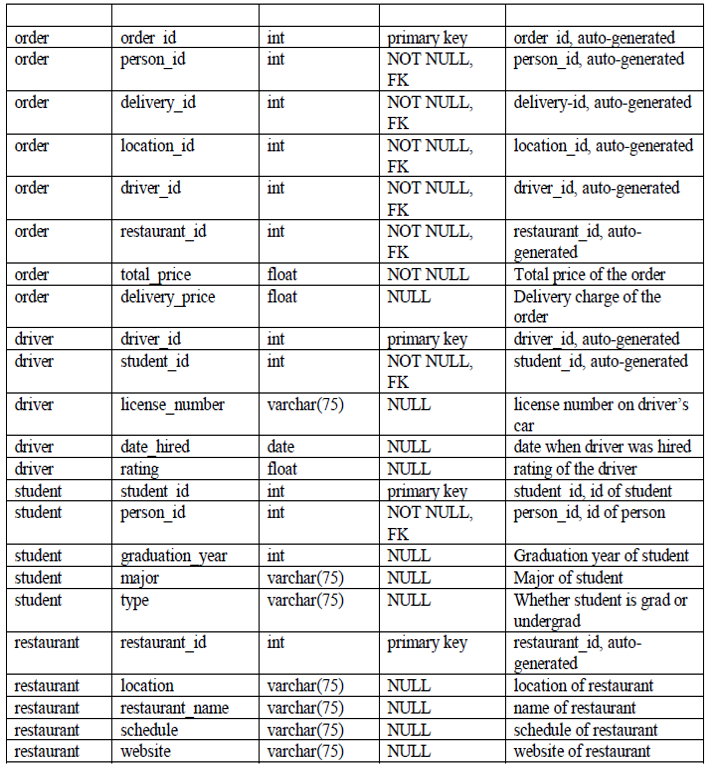 order order_id int primary key order_id, auto-generated
order person_id int NOT NULL, person_id, auto-generated
FK
order delivery_id int NOT NULL, delivery-id, auto-generated
FK
order location_id int NOT NULL, location_id, auto-generated
FK
order driver_id int NOT NULL, driver_id, auto-generated
FK
order restaurant_id int NOT NULL, restaurant_id, auto-
FK generated
order total_price float NOT NULL Total price of the order
order delivery_price float NULL Delivery charge of the
order
driver driver_id int primary key driver_id, auto-generated
driver student_id int NOT NULL, student_id, auto-generated
FK
driver license_number varchar(75) NULL license number on driver’s
car
driver date_hired date NULL date when driver was hired
driver rating float NULL rating of the driver
student student_id int primary key student_id, id of student
student person_id int NOT NULL, person_id, id of person
FK
student graduation_year int NULL Graduation year of student
student major varchar(75) NULL Major of student
student type varchar(75) NULL Whether student is grad or
undergrad
restaurant restaurant_id int primary key restaurant_id, auto-
generated
restaurant location varchar(75) NULL location of restaurant
restaurant restaurant_name varchar(75) NULL name of restaurant
restaurant schedule varchar(75) NULL schedule of restaurant
restaurant website varchar(75) NULL website of restaurant